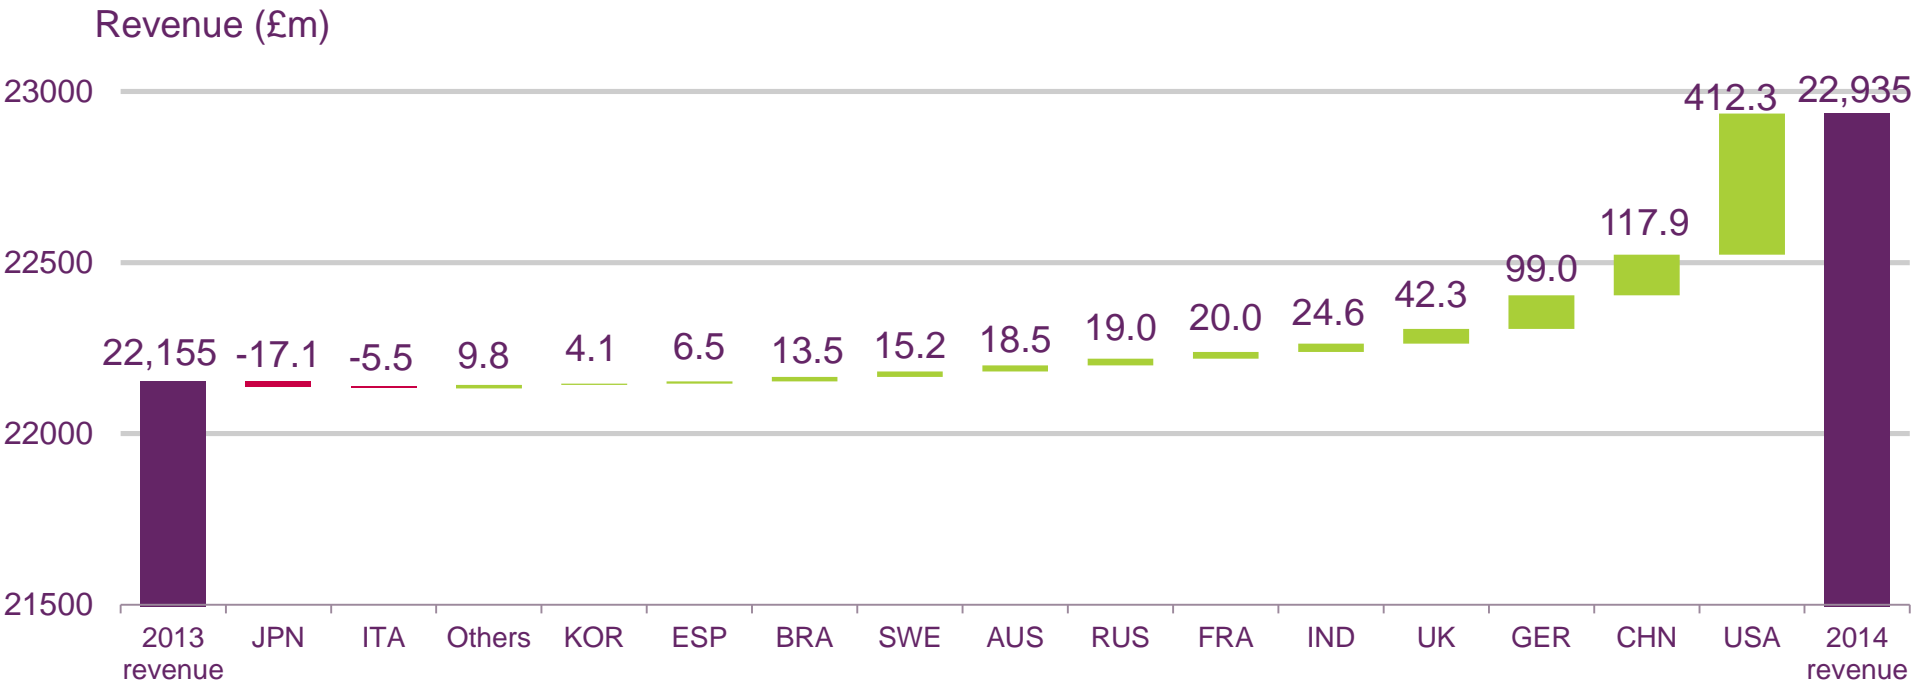 Revenue (£m)
23000
22500
22000
21500
22,155
-17.1
-5.5
9.8
4.1
6.5
13.5
15.2
18.5
19.0
20.0
24.6
42.3
99.0
117.9
412.3
22,935
2013
revenue
JPN
ITA
Others
KOR
ESP
BRA
SWE
AUS
RUS
FRA
IND
UK
GER
CHN
USA
2014
revenue